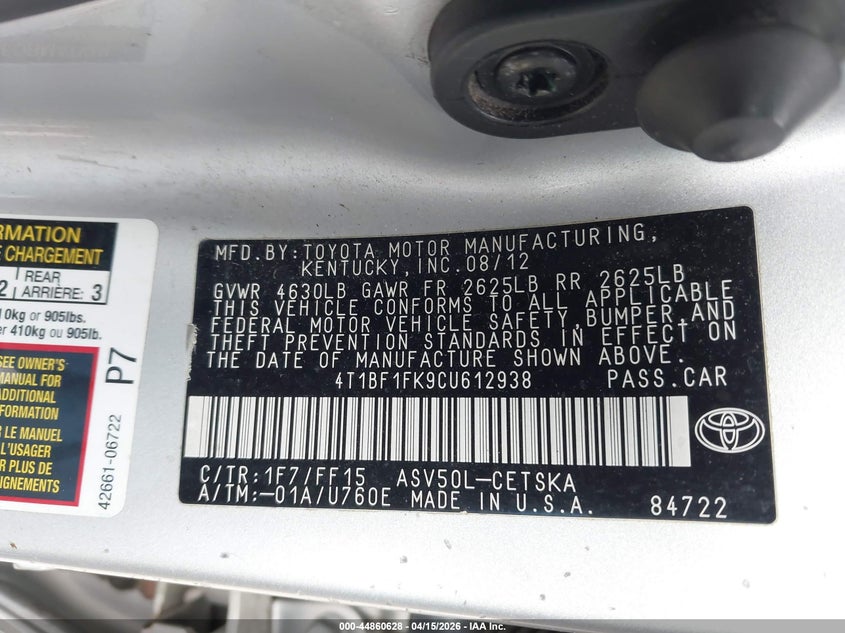 RMATION
E CHARGEMENT
2 REAR ARRIÈRE: 3
10kg or 905lbs.
er 410kg ou 905lb.
SEE OWNER'S
MANUAL FOR
ADDITIONAL
FORMATION
R LE MANUEL
L'USAGER
R PLUS DE
EIGNEMENTS
P7
42661-06722
MFD.BY:TOYOTA MOTOR MANUFACTURING,
KENTUCKY, INC.08/12
GVWR 4630LB GAWR FR 2625LB RR 2625LB
THIS VEHICLE CONFORMS TO ALL APPLICABLE
FEDERAL MOTOR VEHICLE SAFETY,BUMPER,AND
THEFT PREVENTION STANDARDS IN EFFECT ON
THE DATE OF MANUFACTURE SHOWN ABOVE.
4T1BF1FK9CU612938 PASS.CAR
C/TR:1F7/FF15 ASV50L-CETSKA
A/TM:-01A/U760E MADE IN U.S.A. 84722
000-44860628 - 04/15/2026 - IAA Inc.